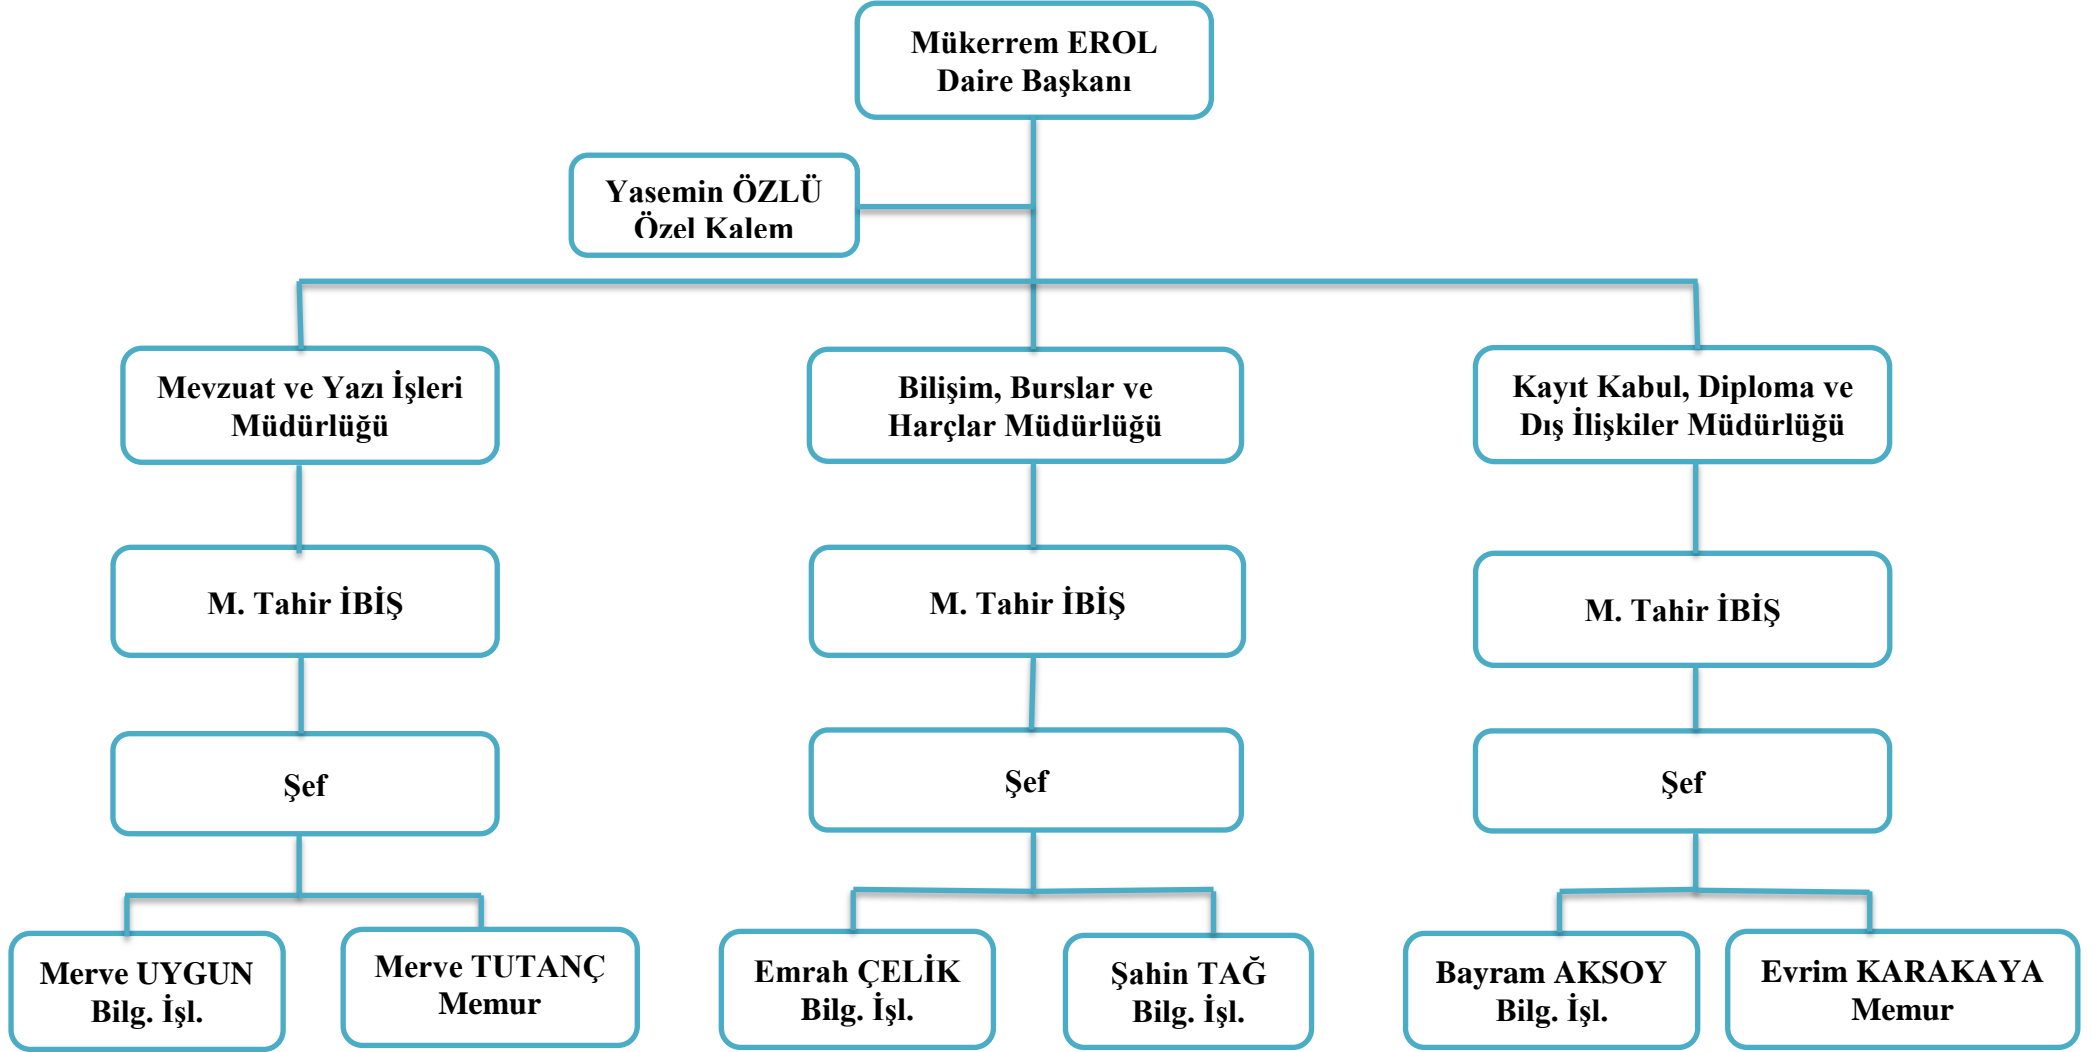 Mükerrem EROL
Daire Başkanı
Yasemin ÖZLÜ
Özel Kalem
Mevzuat ve Yazı İşleri
Müdürlüğü
Bilişim, Burslar ve
Harçlar Müdürlüğü
Kayıt Kabul, Diploma ve
Dış İlişkiler Müdürlüğü
M. Tahir İBİŞ
M. Tahir İBİŞ
M. Tahir İBİŞ
Şef
Şef
Şef
Merve UYGUN
Bilg. İşl.
Merve TUTANÇ
Memur
Emrah ÇELİK
Bilg. İşl.
Şahin TAĞ
Bilg. İşl.
Bayram AKSOY
Bilg. İşl.
Evrim KARAKAYA
Memur